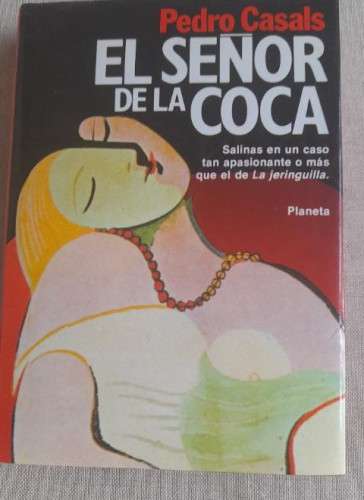 Pedro Casals
EL SEÑOR
DE LA COCA
Salinas en un caso
tan apasionante o más
que el de La jeringuilla.
Planeta